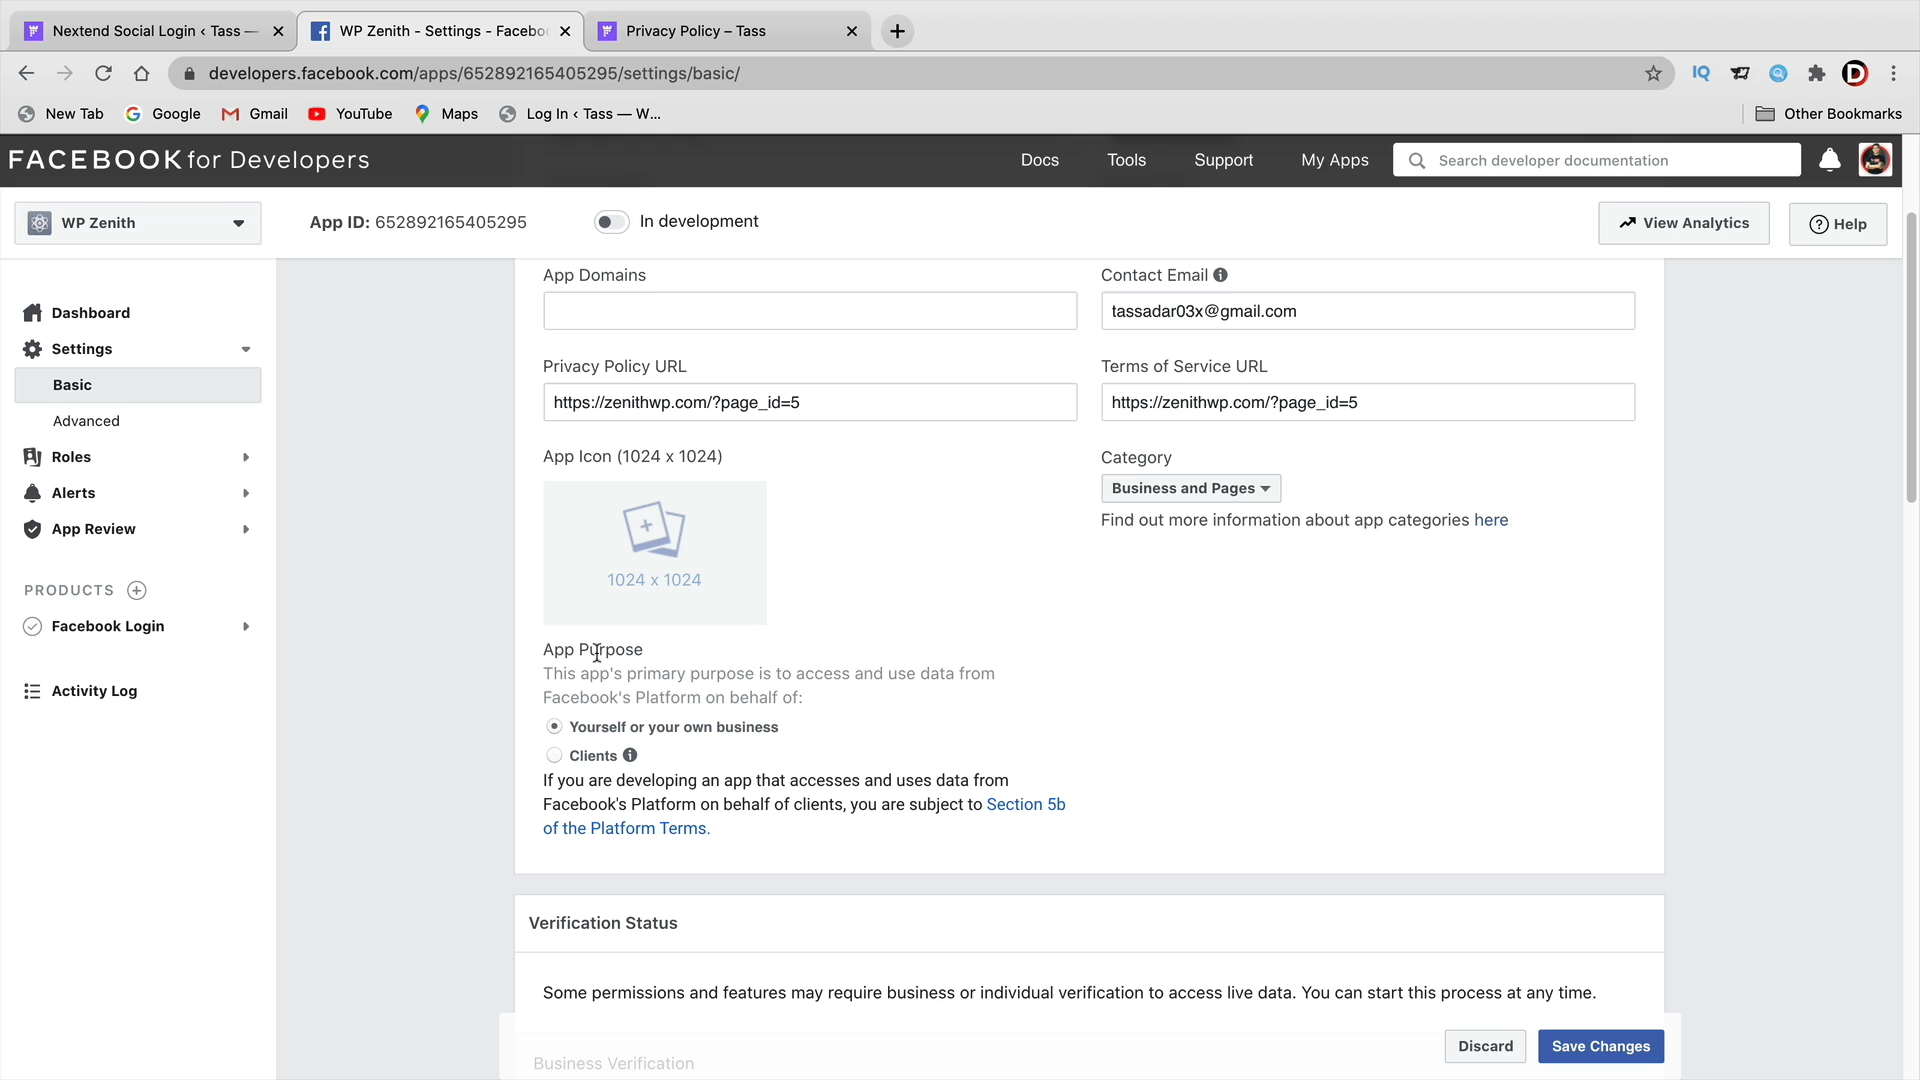 Nextend Social Login ‹ Tass —
WP Zenith - Settings - Facebo
Privacy Policy – Tass
developers.facebook.com/apps/652892165405295/settings/basic/
New Tab
Google
Gmail
YouTube
Maps
Log In ‹ Tass — W...
Other Bookmarks
FACEBOOK for Developers
Docs
Tools
Support
My Apps
Search developer documentation
WP Zenith
App ID: 652892165405295
In development
View Analytics
Help
Dashboard
Settings
Basic
Advanced
Roles
Alerts
App Review
PRODUCTS
Facebook Login
Activity Log
App Domains
Contact Email
tassadar03x@gmail.com
Privacy Policy URL
Terms of Service URL
https://zenithwp.com/?page_id=5
https://zenithwp.com/?page_id=5
App Icon (1024 x 1024)
1024 x 1024
Category
Business and Pages
Find out more information about app categories here
App Purpose
This app's primary purpose is to access and use data from
Facebook's Platform on behalf of:
Yourself or your own business
Clients
If you are developing an app that accesses and uses data from
Facebook's Platform on behalf of clients, you are subject to Section 5b
of the Platform Terms.
Verification Status
Some permissions and features may require business or individual verification to access live data. You can start this process at any time.
Discard
Save Changes
Business Verification